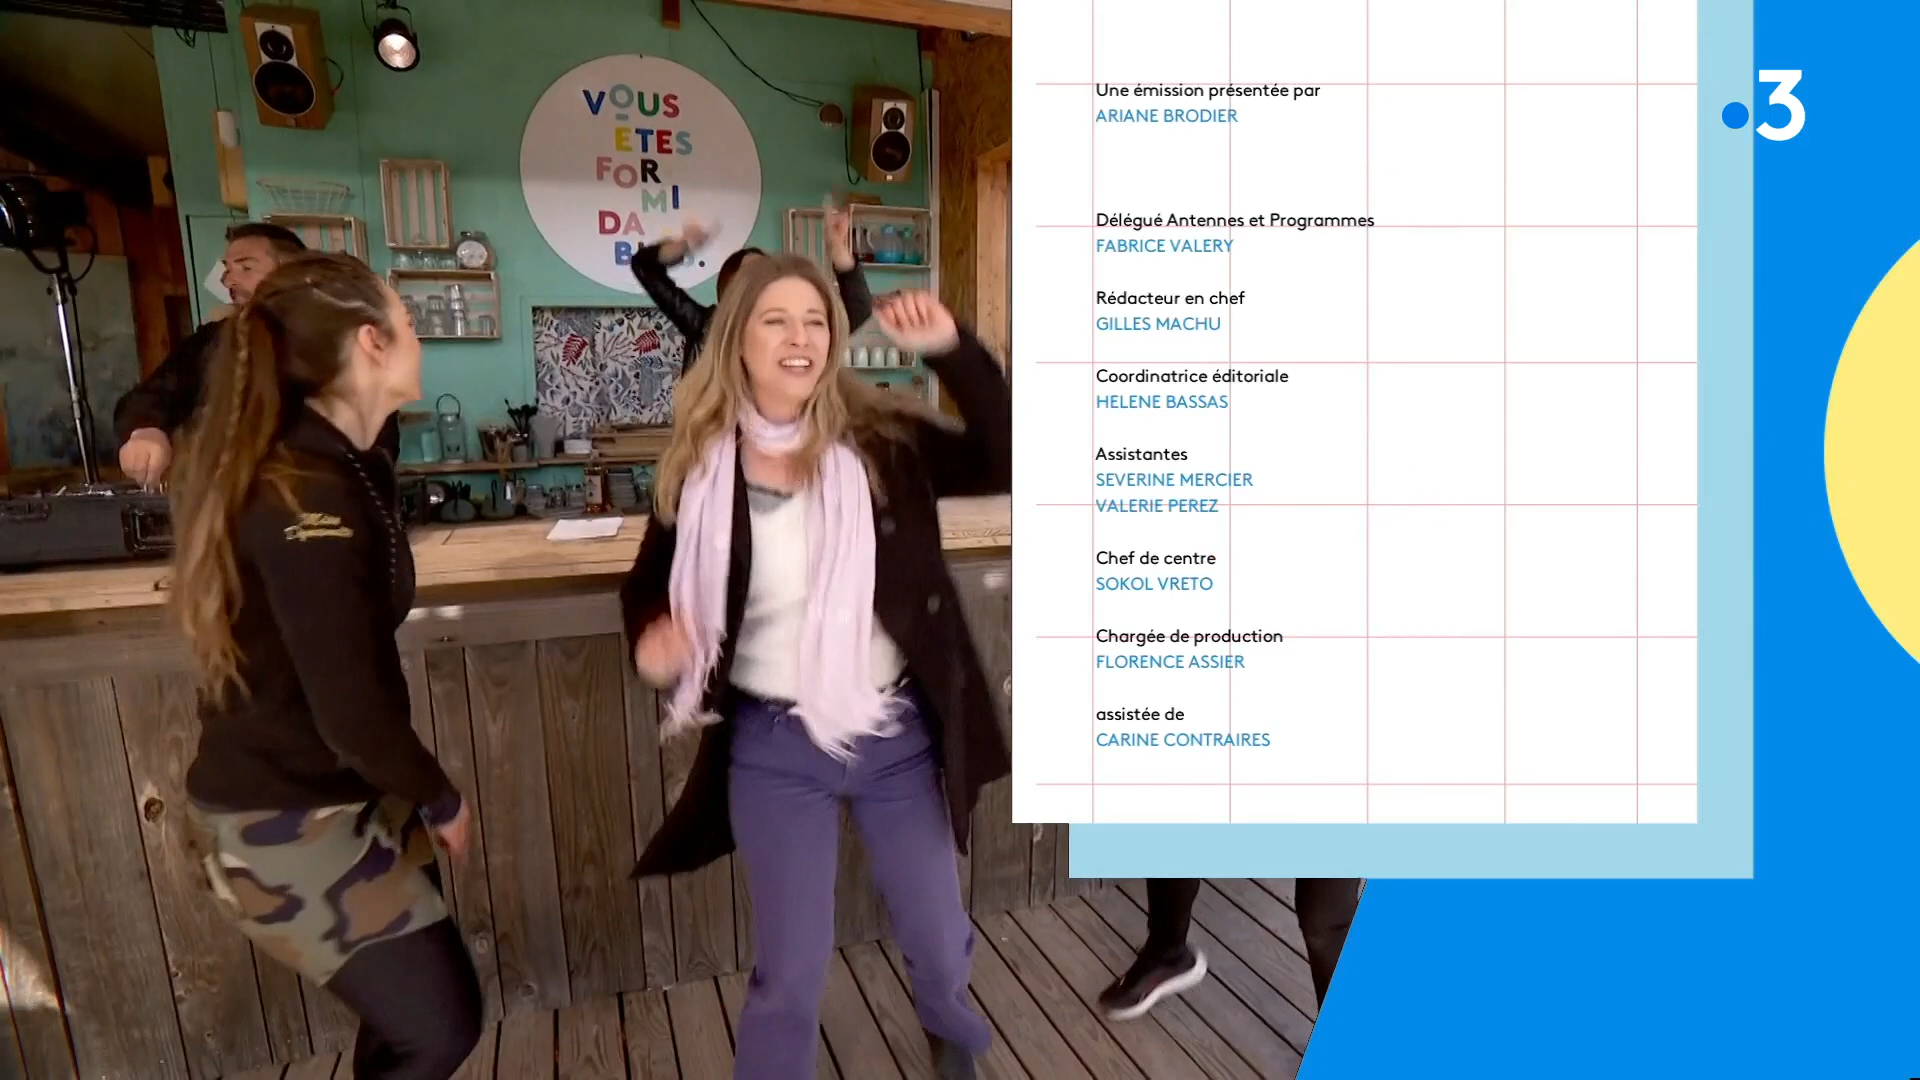 VOUS
ETES
FOR
MI
DA
Une émission présentée par
ARIANE BRODIER
Délégué Antennes et Programmes
FABRICE VALERY
Rédacteur en chef
GILLES MACHU
Coordinatrice éditoriale
HELENE BASSAS
Assistantes
SEVERINE MERCIER
VALERIE PEREZ
Chef de centre
SOKOL VRETO
Chargée de production
FLORENCE ASSIER
assistée de
CARINE CONTRAIRES
3